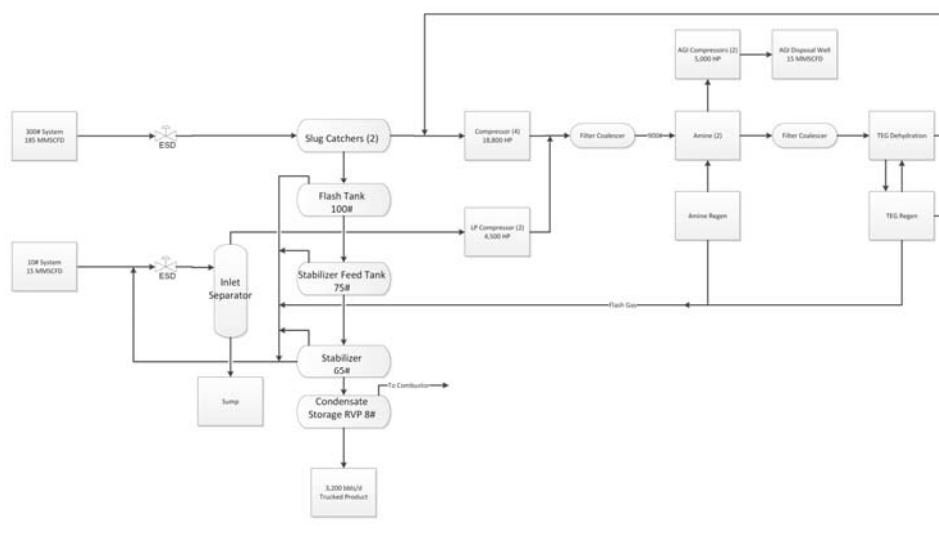 AGI Compressors (2)
5,000 HP
AGI Disposal Well
15 MMSCFD
300# System
185 MMSCFD
ESD
Slug Catchers (2)
Compressor (4)
18,800 HP
Filter Coalescer
900#
Amine (2)
Filter Coalescer
TEG Dehydration
Flash Tank
100#
LP Compressor (2)
4,500 HP
Amine Regen
TEG Regen
10# System
15 MMSCFD
ESD
Inlet
Separator
Stabilizer Feed Tank
75#
Flash Gas
Stabilizer
65#
To Combustor
Sump
Condensate
Storage RVP 8#
3,200 bbls/d
Trucked Product